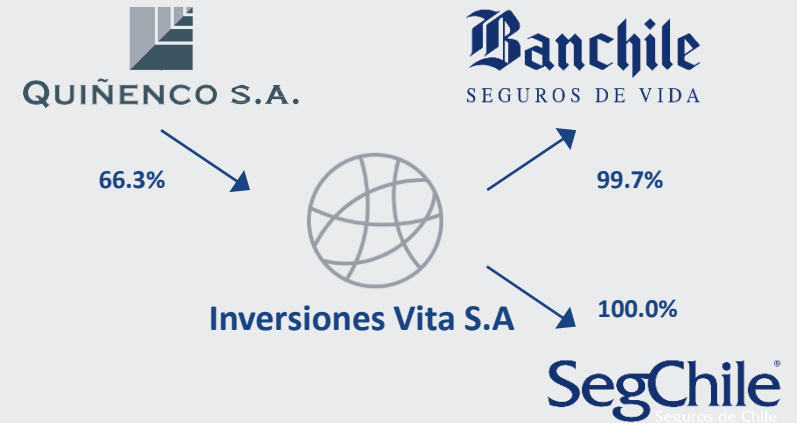 QUIÑENCO S.A.
Banchile
SEGUROS DE VIDA
66.3%
99.7%
Inversiones Vita S.A
100.0%
SegChile®
Seguros de Chile